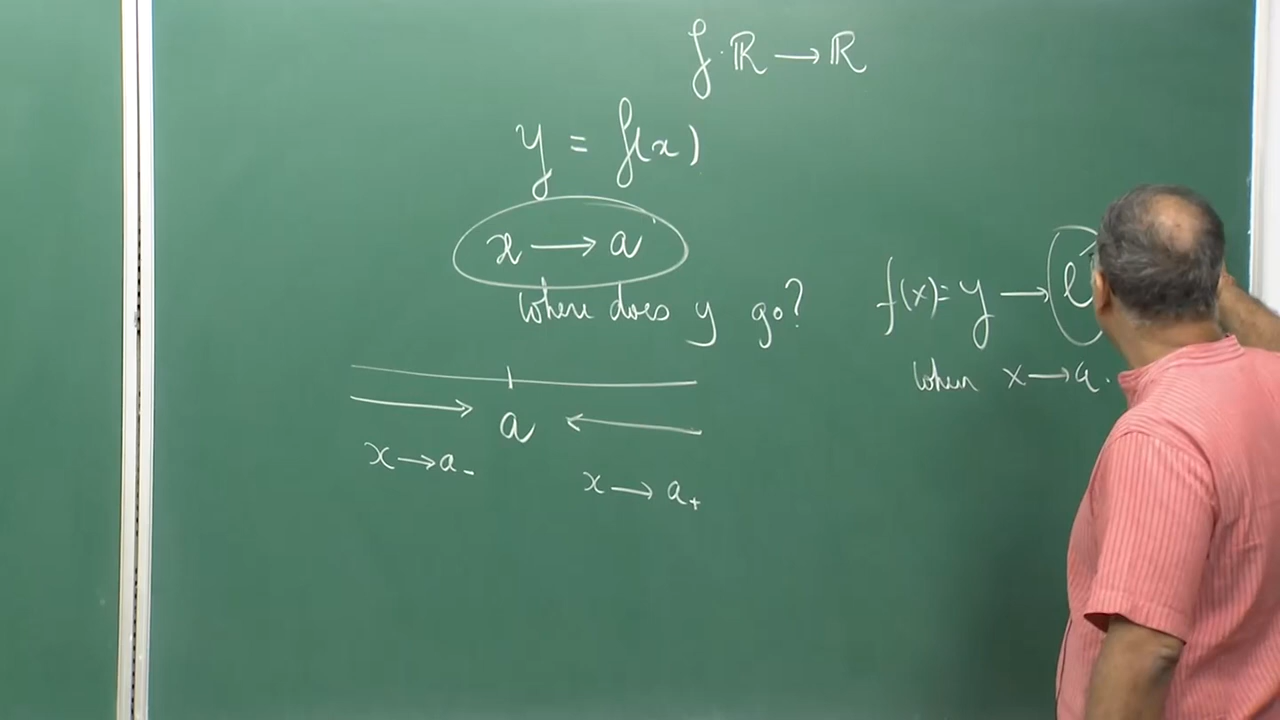 f: ℝ → ℝ
y = f(x)
x → a
where does y go?
a
x → a₋
x → a₊
f(x) = y → l
when x → a.